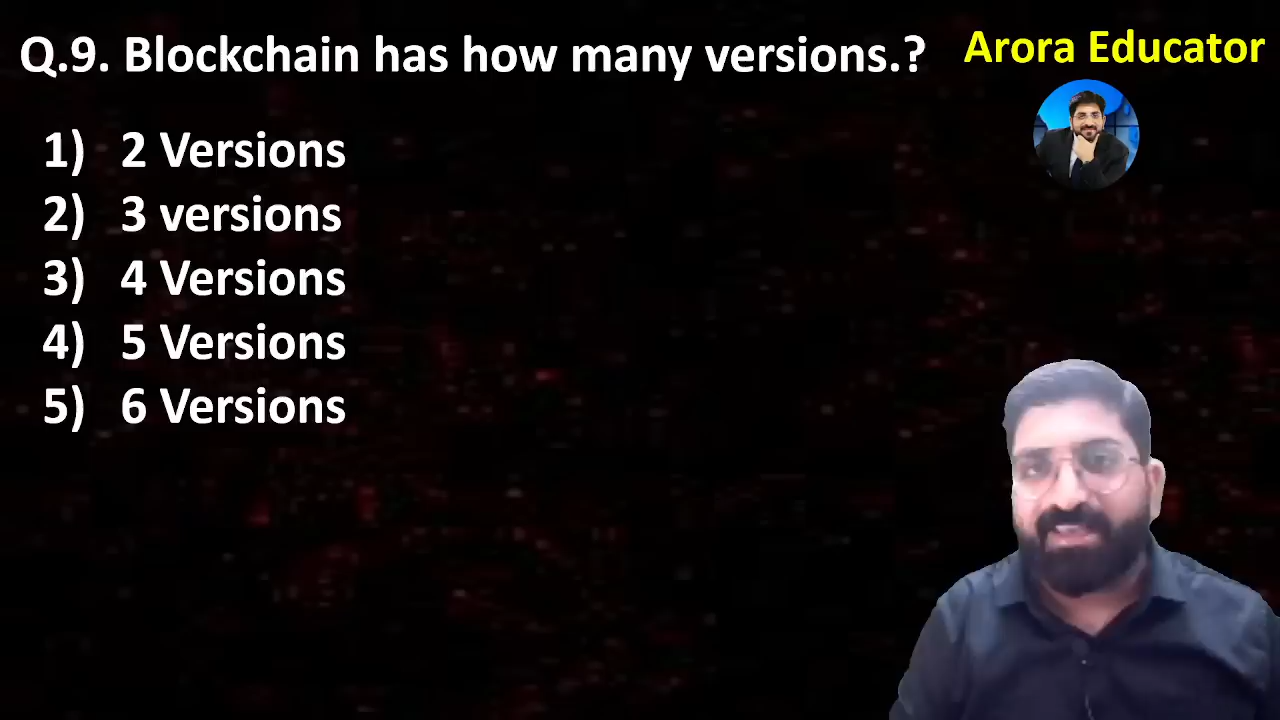 Q.9. Blockchain has how many versions.?
Arora Educator
1) 2 Versions
2) 3 versions
3) 4 Versions
4) 5 Versions
5) 6 Versions